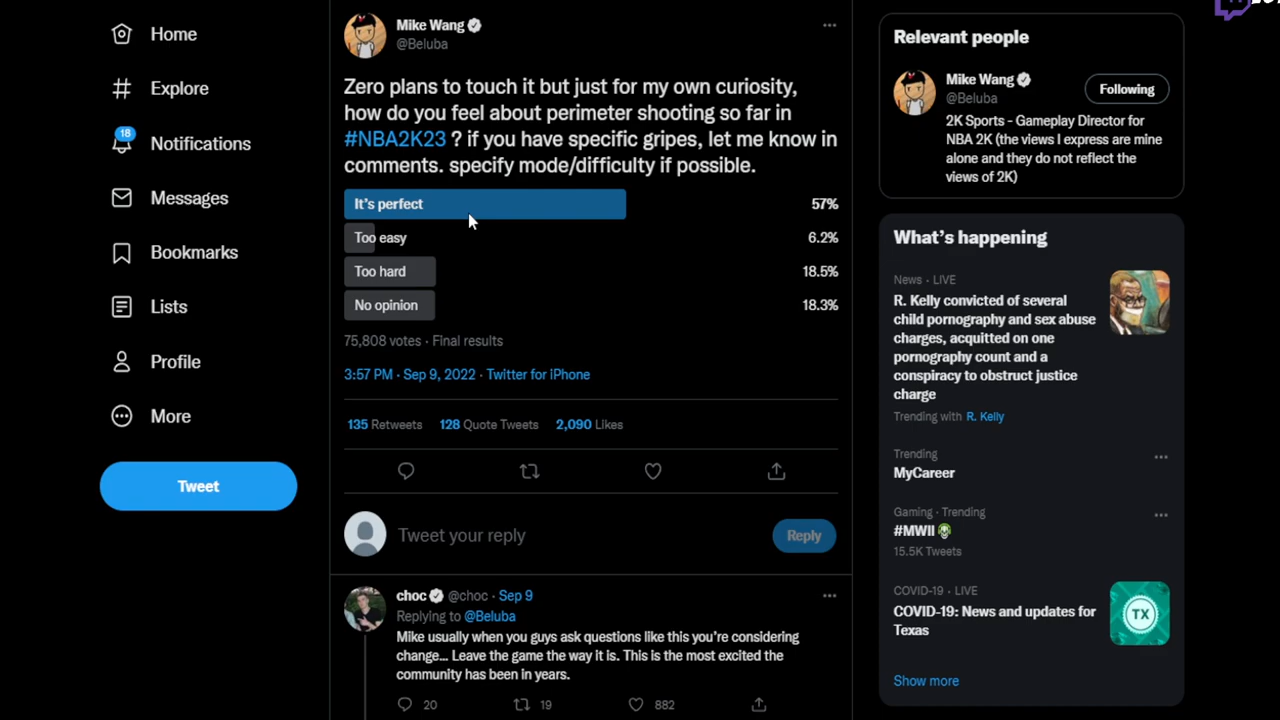 Home
Explore
18
Notifications
Messages
Bookmarks
Lists
Profile
More
Tweet
Mike Wang
@Beluba
Zero plans to touch it but just for my own curiosity,
how do you feel about perimeter shooting so far in
#NBA2K23 ? if you have specific gripes, let me know in
comments. specify mode/difficulty if possible.
It's perfect 57%
Too easy 6.2%
Too hard 18.5%
No opinion 18.3%
75,808 votes · Final results
3:57 PM · Sep 9, 2022 · Twitter for iPhone
135 Retweets 128 Quote Tweets 2,090 Likes
Tweet your reply
Reply
choc @choc · Sep 9
Replying to @Beluba
Mike usually when you guys ask questions like this you're considering
change... Leave the game the way it is. This is the most excited the
community has been in years.
20 19 882
Relevant people
Mike Wang
@Beluba
Following
2K Sports - Gameplay Director for
NBA 2K (the views I express are mine
alone and they do not reflect the
views of 2K)
What's happening
News · LIVE
R. Kelly convicted of several
child pornography and sex abuse
charges, acquitted on one
pornography count and a
conspiracy to obstruct justice
charge
Trending with R. Kelly
Trending
MyCareer
Gaming · Trending
#MWII
15.5K Tweets
COVID-19 · LIVE
COVID-19: News and updates for
Texas
TX
Show more